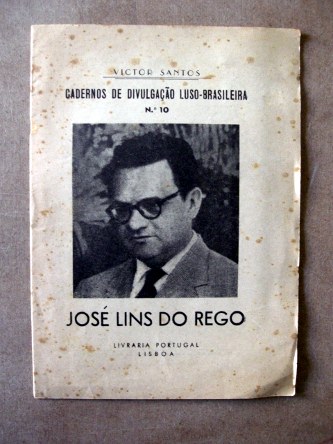 VICTOR SANTOS
CADERNOS DE DIVULGAÇÃO LUSO-BRASILEIRA
N.º 10
JOSÉ LINS DO REGO
LIVRARIA PORTUGAL
LISBOA